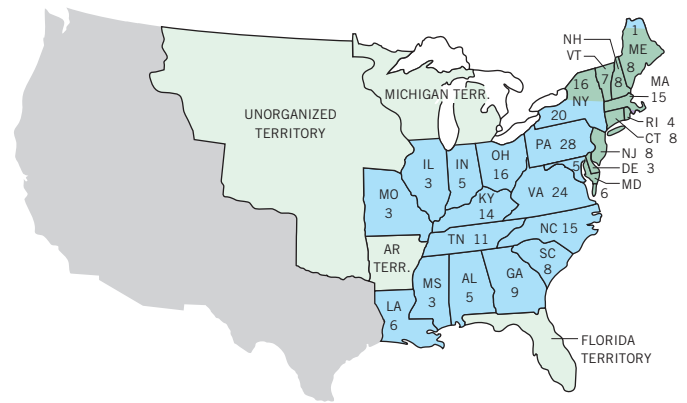 NH
VT
1
ME
8
7
8
MA
15
16
NY
20
RI 4
CT 8
NJ 8
DE 3
MD
5
6
MICHIGAN TERR.
UNORGANIZED
TERRITORY
PA 28
OH
16
IN
5
IL
3
MO
3
KY
14
VA 24
NC 15
TN 11
SC
8
AR
TERR.
MS
3
AL
5
GA
9
LA
6
FLORIDA
TERRITORY